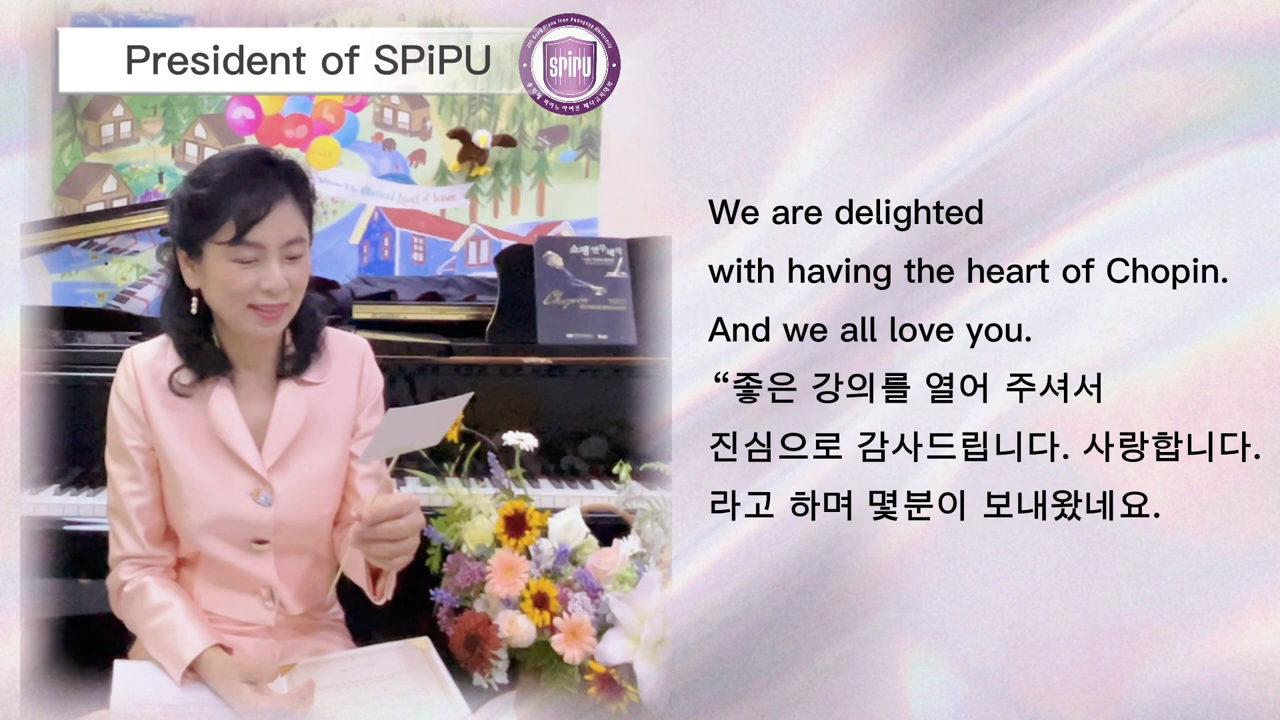 President of SPiPU
SPiPU
We are delighted
with having the heart of Chopin.
And we all love you.
“좋은 강의를 열어 주셔서
진심으로 감사드립니다. 사랑합니다.
라고 하며 몇분이 보내왔네요.
쇼팽
Chopin